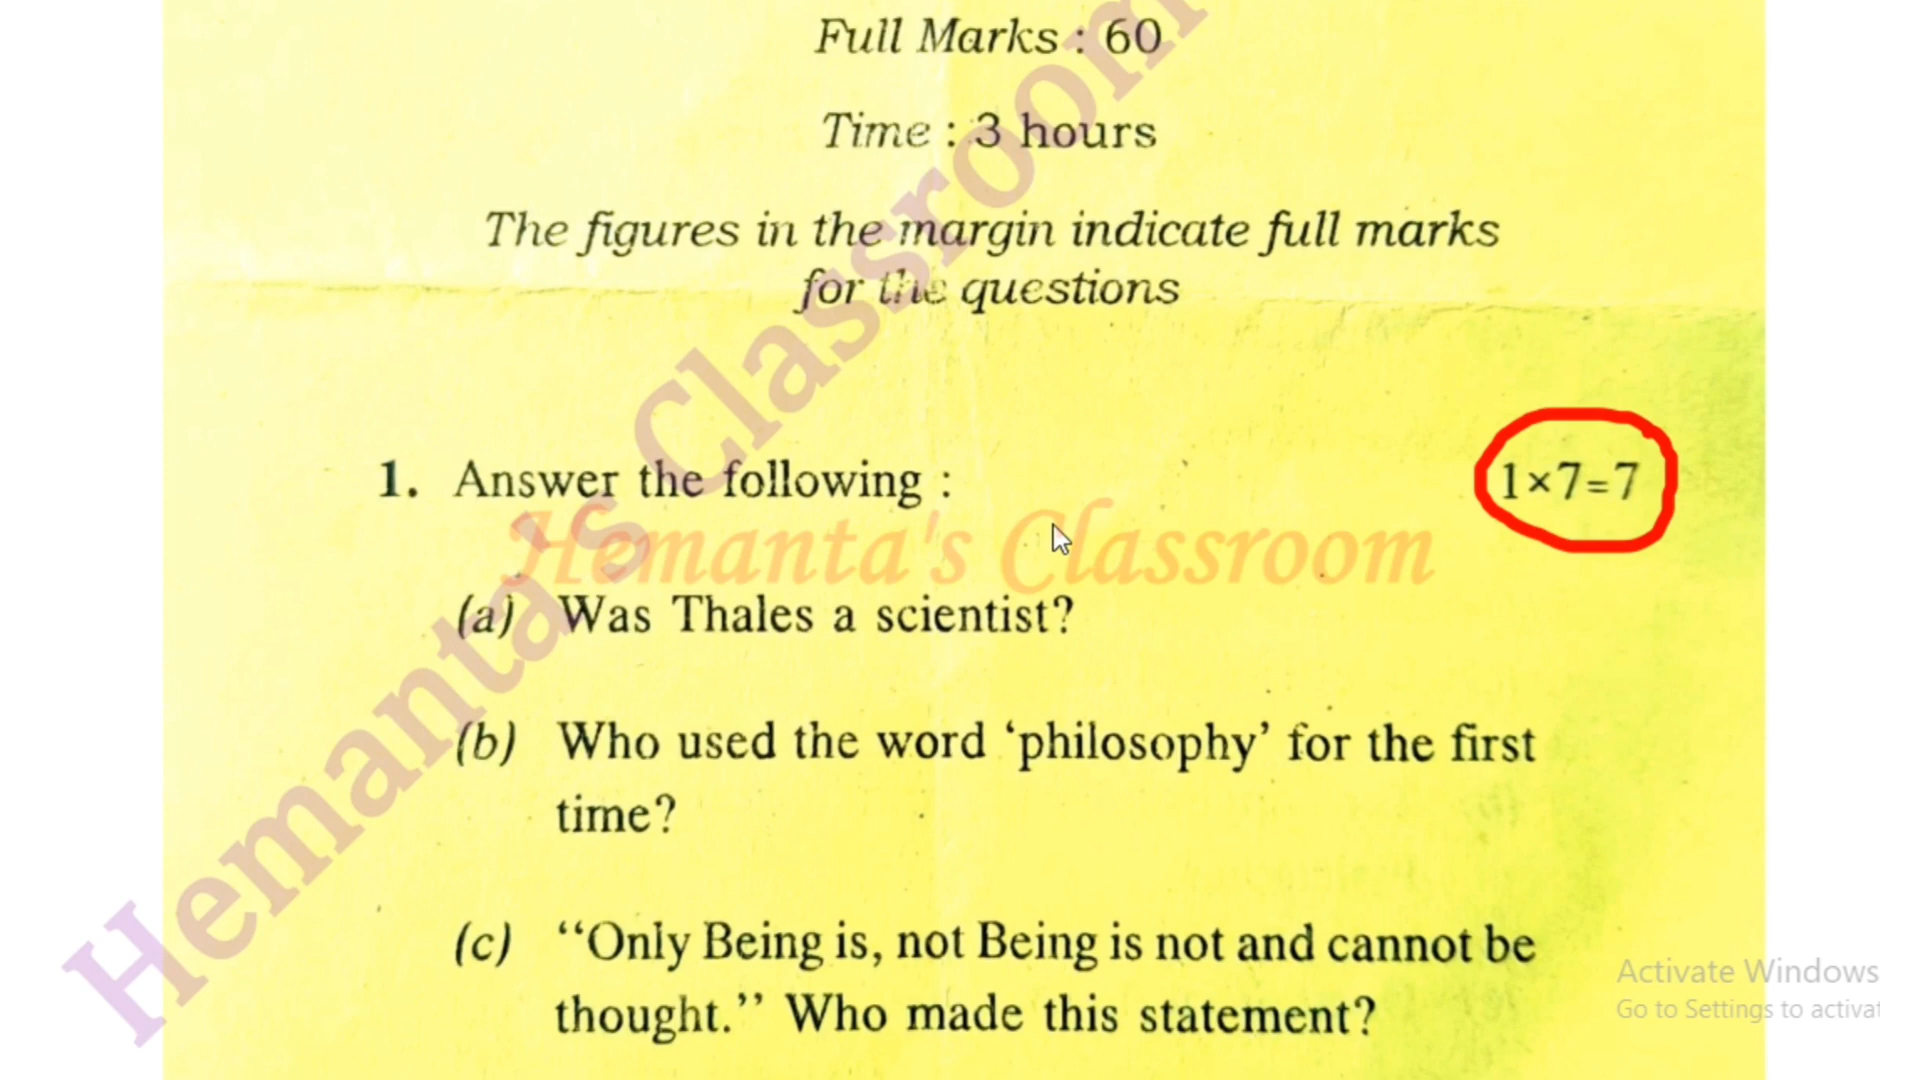 Full Marks : 60
Time : 3 hours
The figures in the margin indicate full marks
for the questions
1. Answer the following : 1×7=7
Hemanta's Classroom
Hemanta's Classroom
(a) Was Thales a scientist?
(b) Who used the word ‘philosophy’ for the first
time?
(c) ‘‘Only Being is, not Being is not and cannot be
thought.’’ Who made this statement?
Activate Windows
Go to Settings to activat